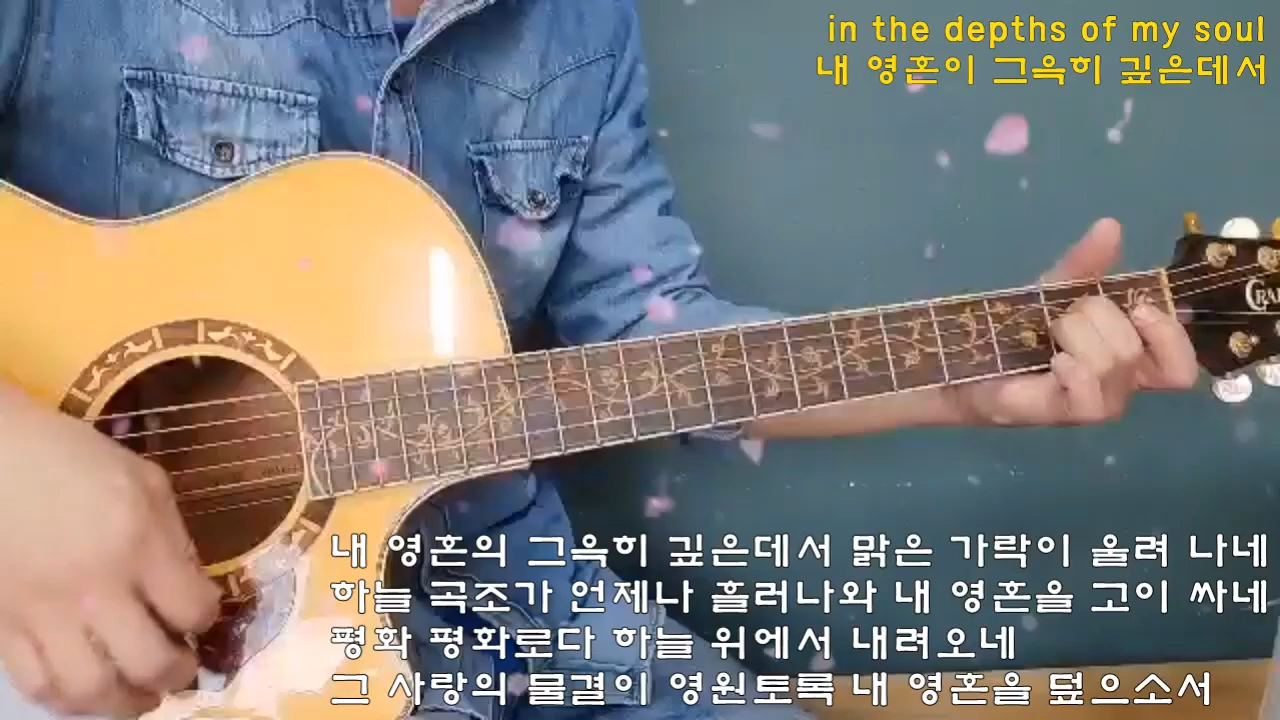 in the depths of my soul
내 영혼이 그윽히 깊은데서
내 영혼의 그윽히 깊은데서 맑은 가락이 울려 나네
하늘 곡조가 언제나 흘러나와 내 영혼을 고이 싸네
평화 평화로다 하늘 위에서 내려오네
그 사랑의 물결이 영원토록 내 영혼을 덮으소서